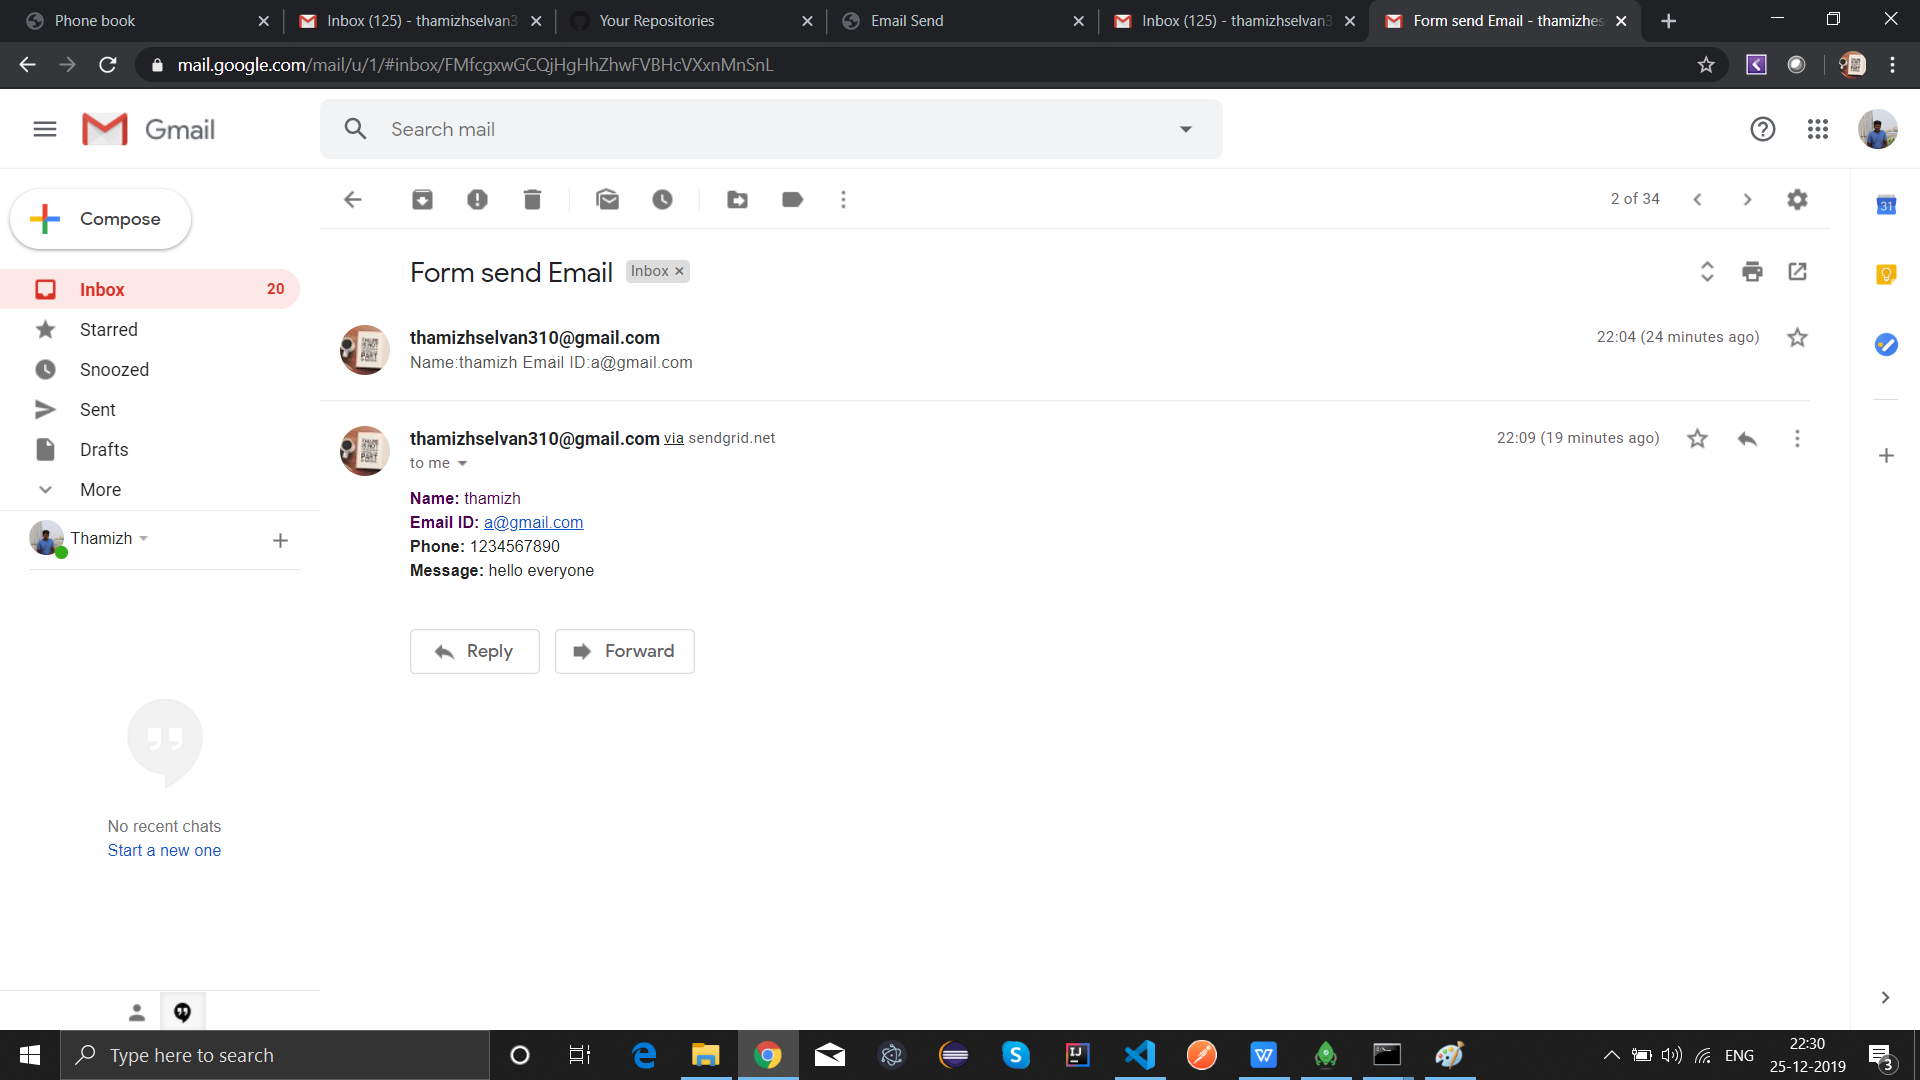 Phone book
Inbox (125) - thamizhselvan3
Your Repositories
Email Send
Inbox (125) - thamizhselvan3
Form send Email - thamizhes
mail.google.com/mail/u/1/#inbox/FMfcgxwGCQjHgHhZhwFVBHcVXxnMnSnL
Gmail
Search mail
Compose
2 of 34
31
Form send Email
Inbox
Inbox 20
Starred
Snoozed
Sent
Drafts
More
Thamizh
thamizhselvan310@gmail.com
22:04 (24 minutes ago)
Name:thamizh Email ID:a@gmail.com
thamizhselvan310@gmail.com via sendgrid.net
22:09 (19 minutes ago)
to me
Name: thamizh
Email ID: a@gmail.com
Phone: 1234567890
Message: hello everyone
Reply
Forward
No recent chats
Start a new one
Type here to search
ENG
22:30
25-12-2019
3